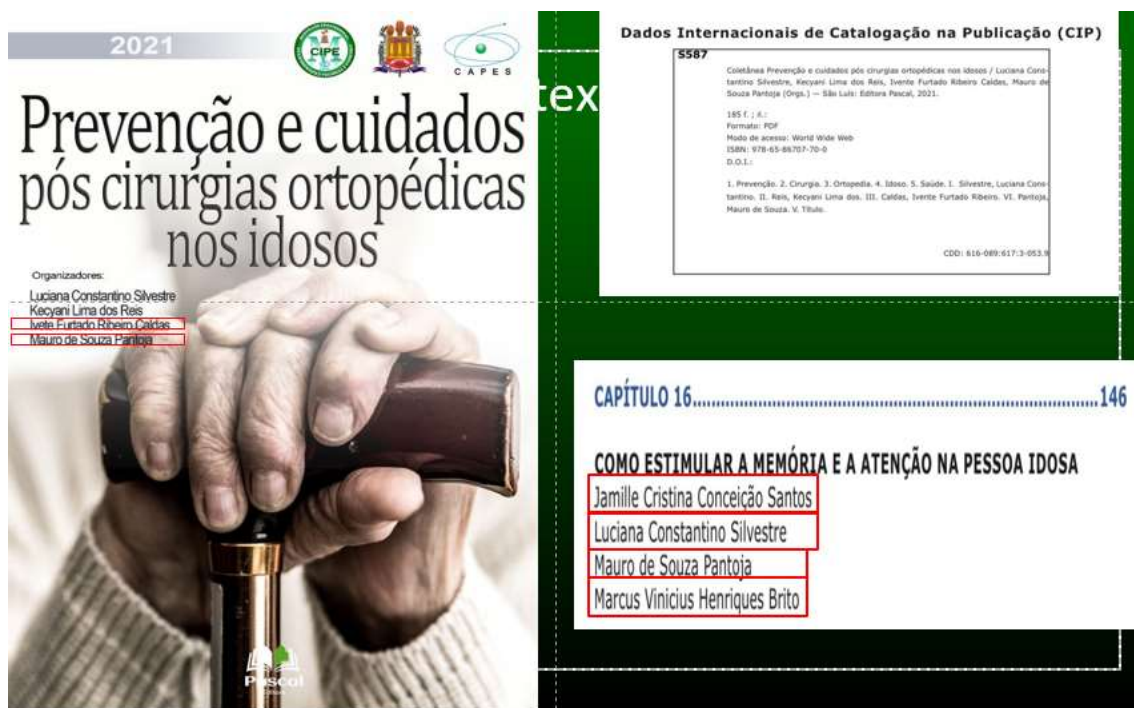 2021
CIPE
CAPES
Prevenção e cuidados
pós cirurgias ortopédicas
nos idosos
Organizadores:
Luciana Constantino Silvestre
Kecyani Lima dos Reis
Ivete Furtado Ribeiro Caldas
Mauro de Souza Pantoja
Pascal
tex
Dados Internacionais de Catalogação na Publicação (CIP)
S587
Coletânea Prevenção e cuidados pós cirurgias ortopédicas nos idosos / Luciana Cons-
tantino Silvestre, Kecyani Lima dos Reis, Ivente Furtado Ribeiro Caldas, Mauro de
Souza Pantoja (Orgs.) — São Luís: Editora Pascal, 2021.
185 f. ; il.:
Formato: PDF
Modo de acesso: World Wide Web
ISBN: 978-65-86707-70-0
D.O.I.:
1. Prevenção. 2. Cirurgia. 3. Ortopedia. 4. Idoso. 5. Saúde. I. Silvestre, Luciana Cons-
tantino. II. Reis, Kecyani Lima dos. III. Caldas, Ivente Furtado Ribeiro. VI. Pantoja,
Mauro de Souza. V. Título.
CDD: 616-089:617:3-053.9
CAPÍTULO 16 146
COMO ESTIMULAR A MEMÓRIA E A ATENÇÃO NA PESSOA IDOSA
Jamille Cristina Conceição Santos
Luciana Constantino Silvestre
Mauro de Souza Pantoja
Marcus Vinicius Henriques Brito